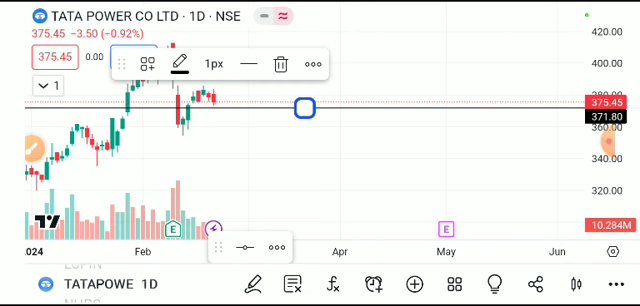 TATA POWER CO LTD · 1D · NSE
375.45 −3.50 (−0.92%)
375.45 0.00
1px
1
420.00
400.00
380.00
375.45
371.80
360.00
340.00
320.00
10.284M
E E
2024 Feb Apr May Jun
LUPIN
TATAPOWE 1D